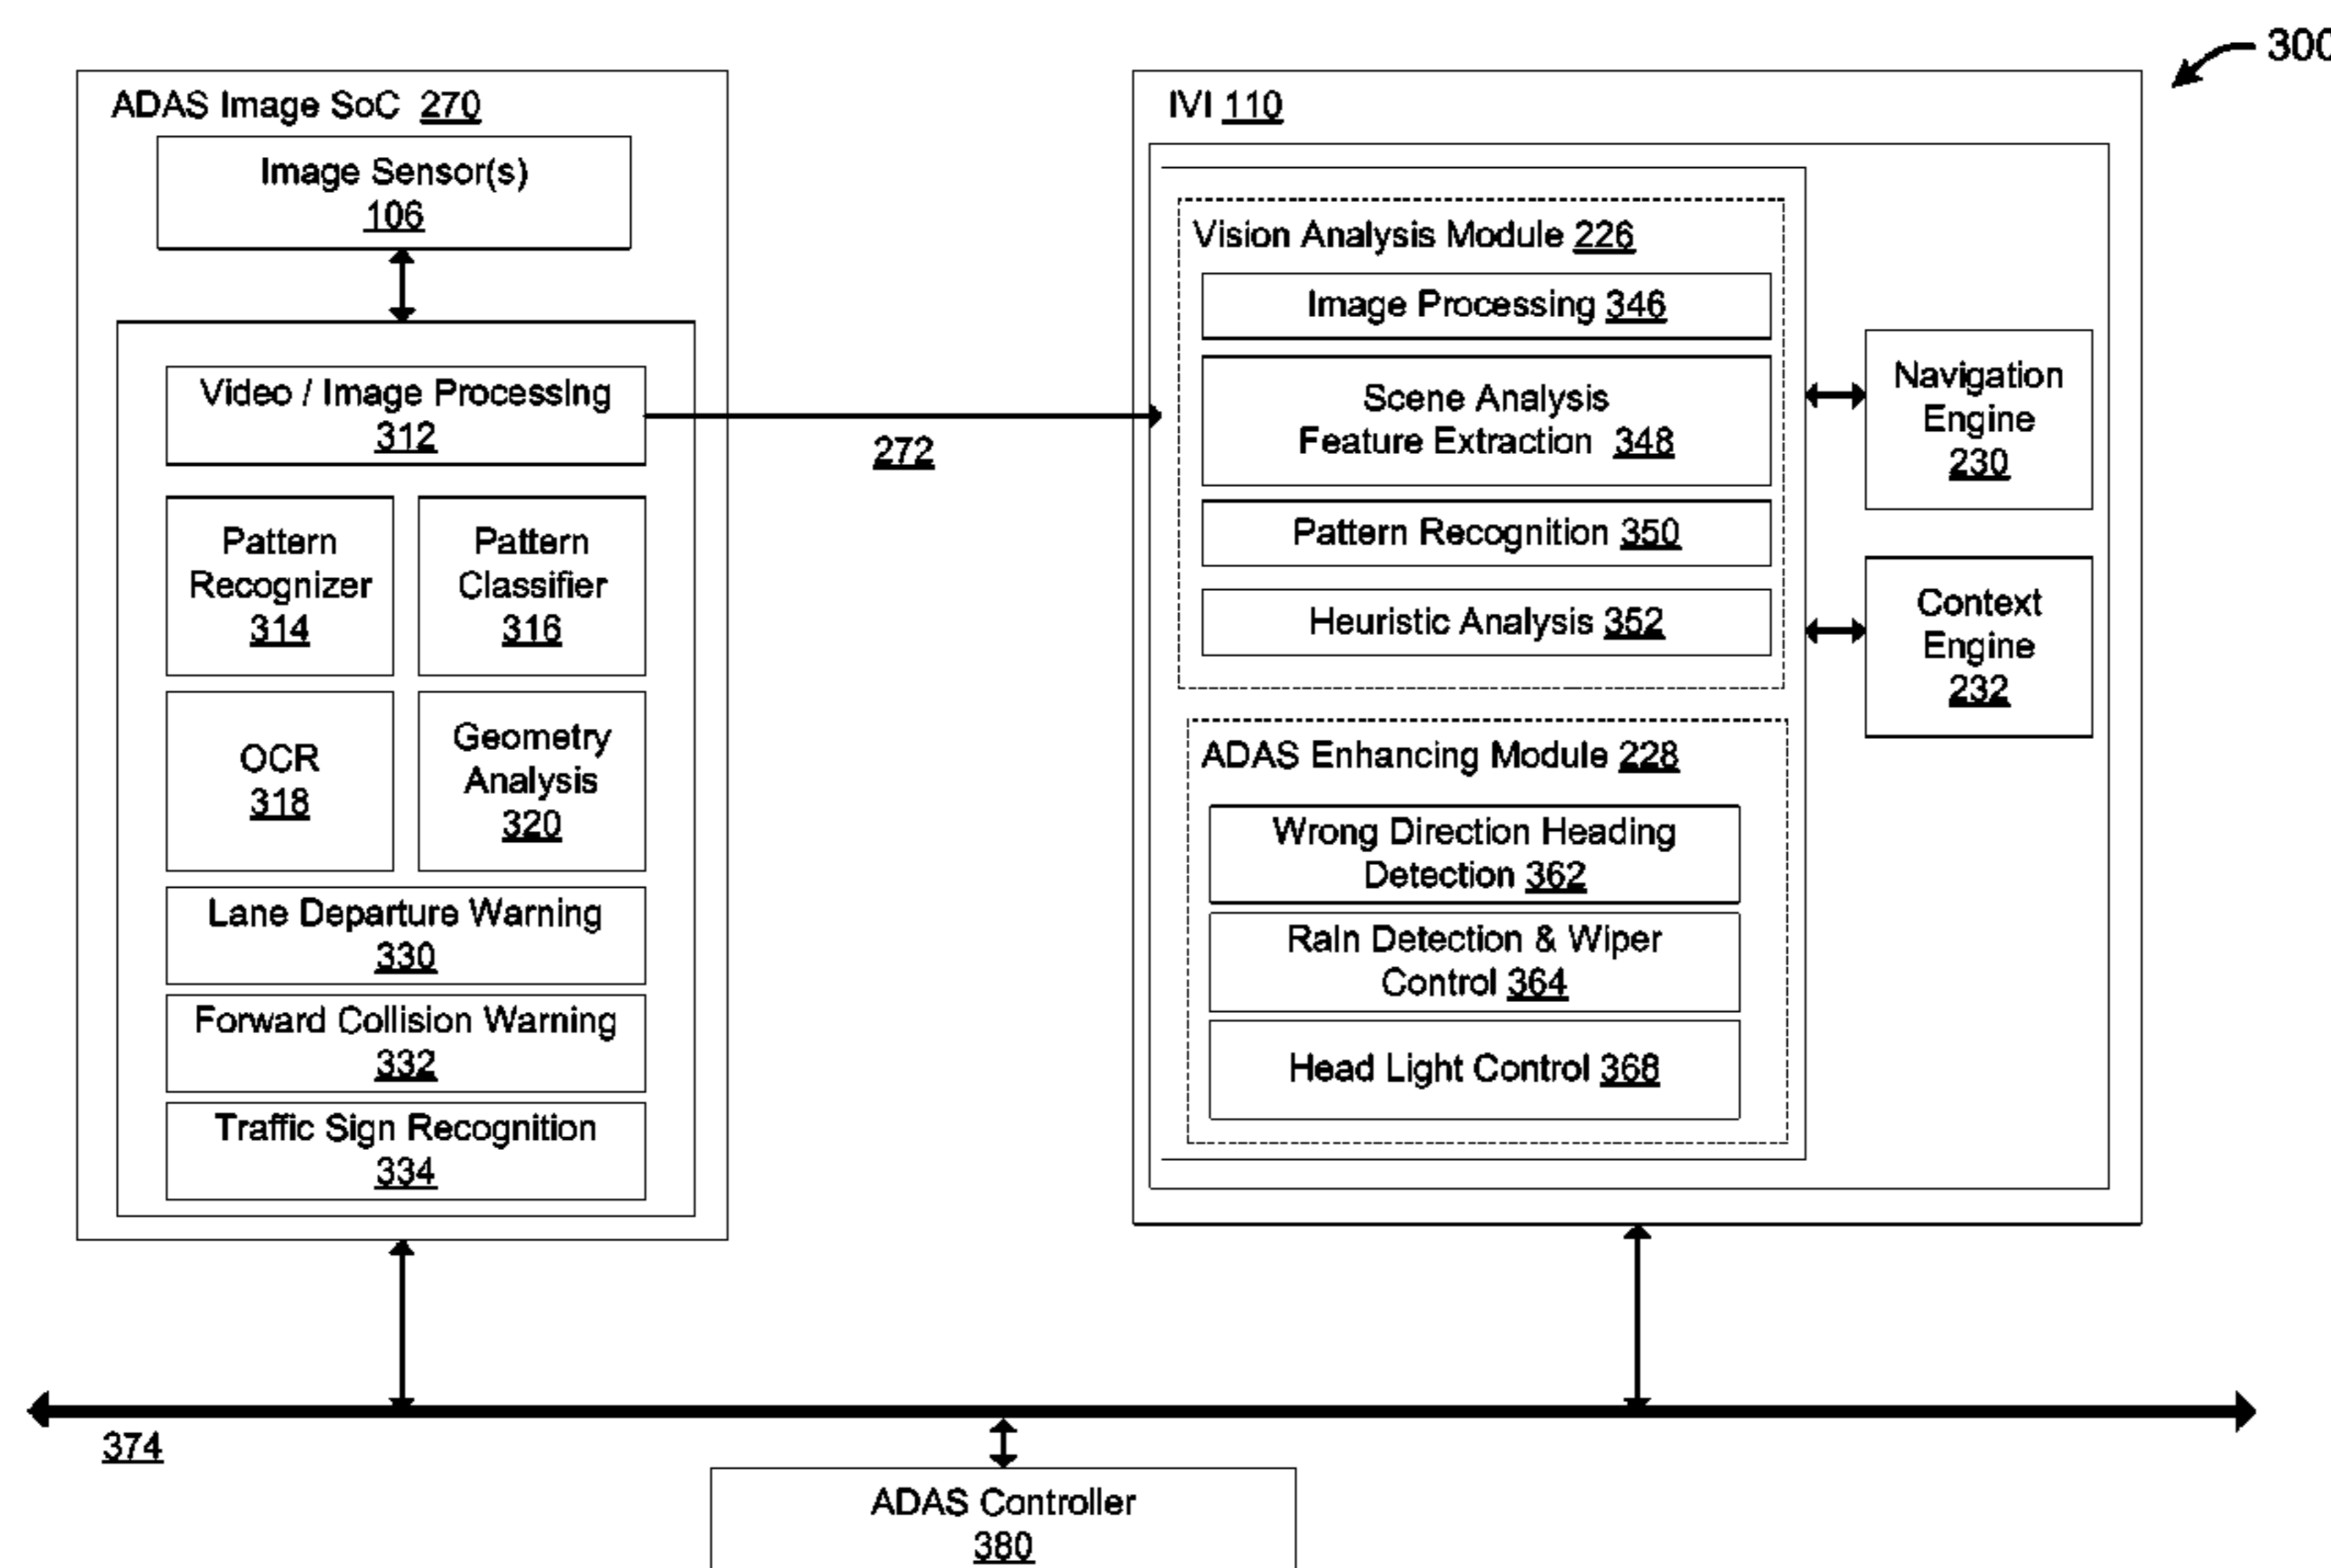 300
ADAS Image SoC 270
Image Sensor(s)
106
Video / Image Processing
312
Pattern
Recognizer
314
Pattern
Classifier
316
OCR
318
Geometry
Analysis
320
Lane Departure Warning
330
Forward Collision Warning
332
Traffic Sign Recognition
334
272
IVI 110
Vision Analysis Module 226
Image Processing 346
Scene Analysis
Feature Extraction 348
Pattern Recognition 350
Heuristic Analysis 352
ADAS Enhancing Module 228
Wrong Direction Heading
Detection 362
Rain Detection & Wiper
Control 364
Head Light Control 368
Navigation
Engine
230
Context
Engine
232
374
ADAS Controller
380